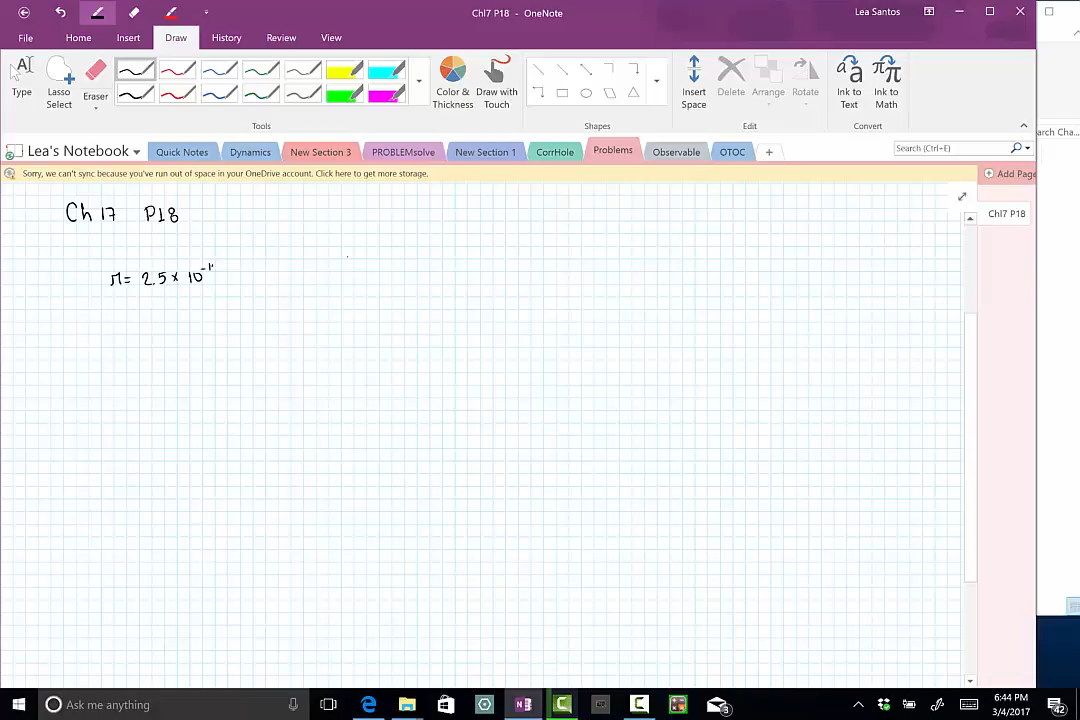 Ch17 P18 - OneNote
Lea Santos
File Home Insert Draw History Review View
Type
Lasso Select
Eraser
Color & Thickness
Draw with Touch
Insert Space
Delete
Arrange
Rotate
Ink to Text
Ink to Math
Tools Shapes Edit Convert
Lea's Notebook Quick Notes Dynamics New Section 3 PROBLEMsolve New Section 1 CorrHole Problems Observable OTOC + Search (Ctrl+E)
arch Cha...
Sorry, we can't sync because you've run out of space in your OneDrive account. Click here to get more storage.
Add Page
Ch17 P18
Ch 17 P18
= 2.5 × 10
Ask me anything
3
6:44 PM
3/4/2017
42